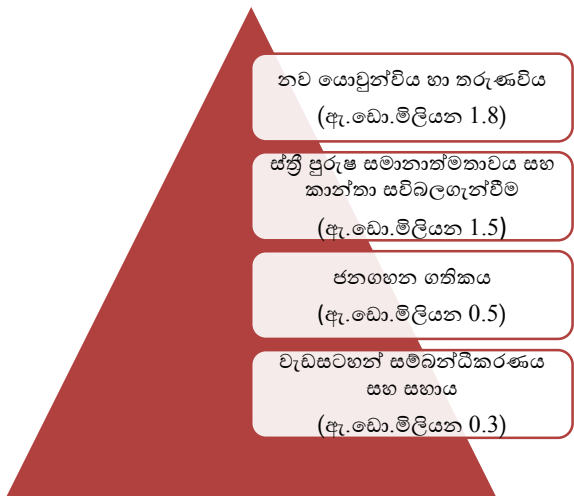 නව යොවුන්විය හා තරුණවිය
(ඇ.ඩො.මිලියන 1.8)
ස්ත්‍රී පුරුෂ සමානාත්මතාවය සහ
කාන්තා සවිබලගැන්වීම
(ඇ.ඩො.මිලියන 1.5)
ජනගහන ගතිකය
(ඇ.ඩො.මිලියන 0.5)
වැඩසටහන් සම්බන්ධීකරණය
සහ සහාය
(ඇ.ඩො.මිලියන 0.3)